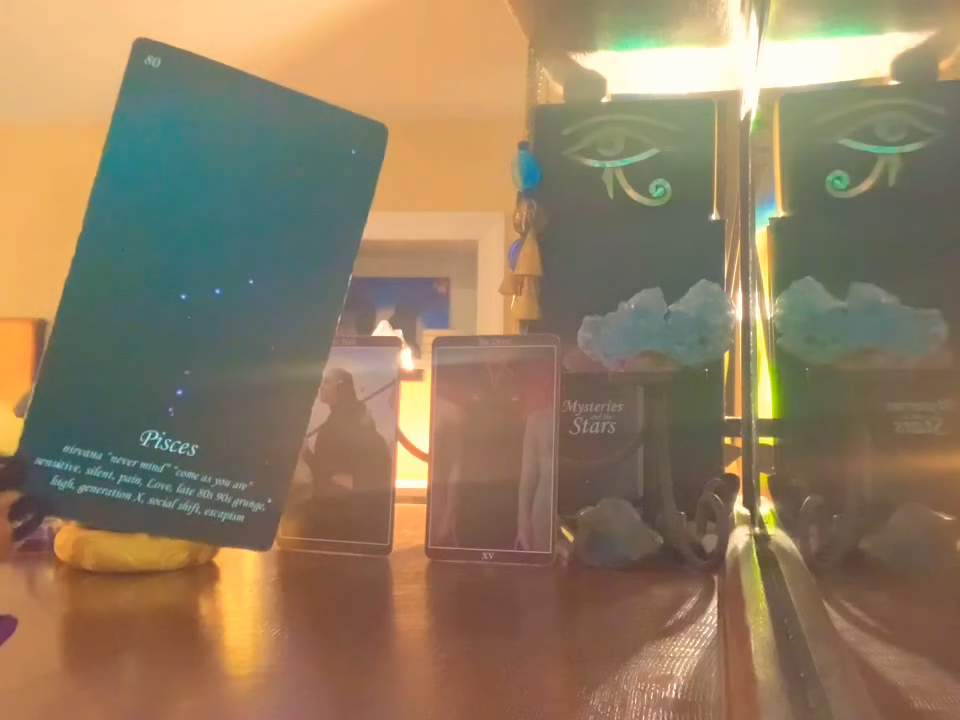 80
Pisces
nirvana "never mind" "come as you are"
sensitive, silent, pain, Love, late 80s 90s grunge,
high, generation X, social shift, escapism
The Devil
XV
Mysteries
and the
Stars